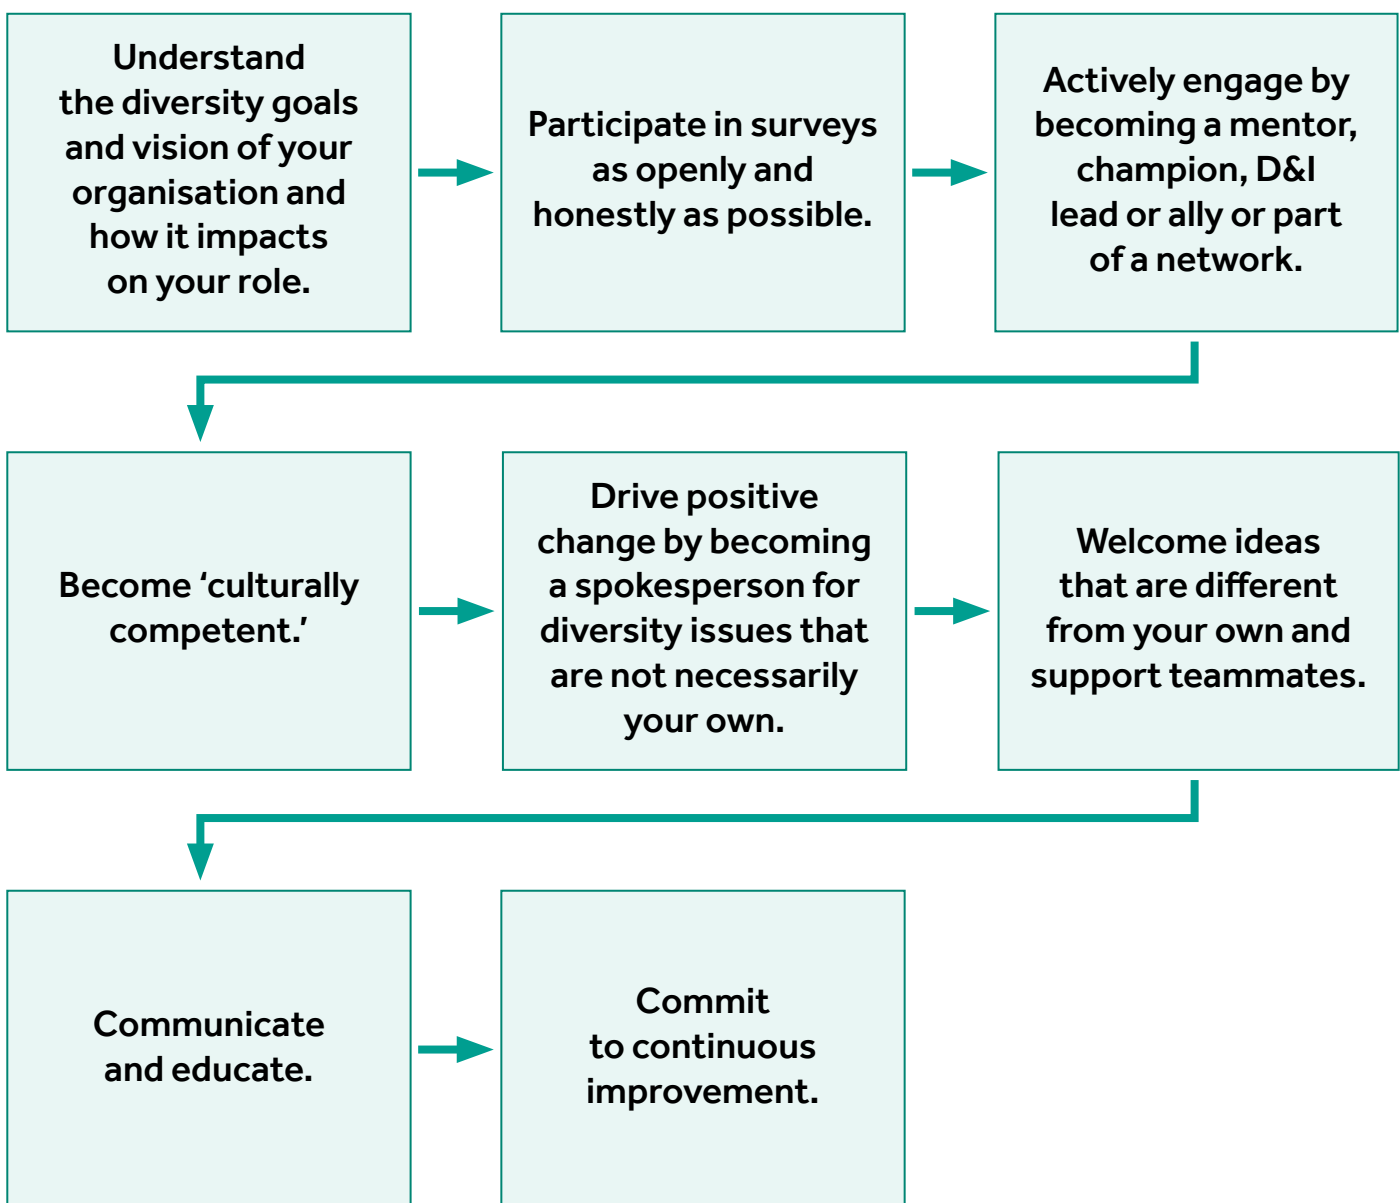 Understand
the diversity goals
and vision of your
organisation and
how it impacts
on your role.
Participate in surveys
as openly and
honestly as possible.
Actively engage by
becoming a mentor,
champion, D&I
lead or ally or part
of a network.
Become ‘culturally
competent.’
Drive positive
change by becoming
a spokesperson for
diversity issues that
are not necessarily
your own.
Welcome ideas
that are different
from your own and
support teammates.
Communicate
and educate.
Commit
to continuous
improvement.